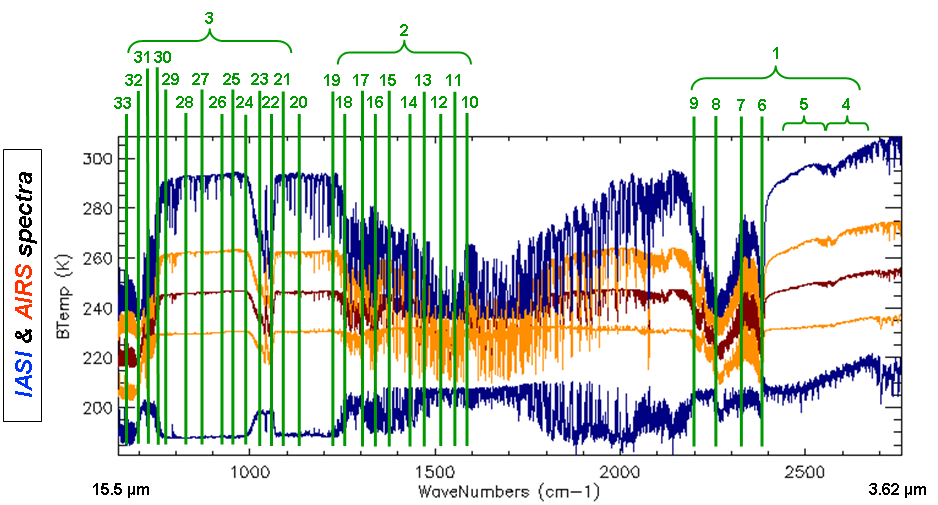 3
2
1
31 30
32 29 27 25 23 21 19 17 15 13 11
33 28 26 24 22 20 18 16 14 12 10
9 8 7 6 5 4
300
280
260
240
220
200
BTemp (K)
IASI & AIRS spectra
1000 1500 2000 2500
15.5 µm WaveNumbers (cm-1) 3.62 µm